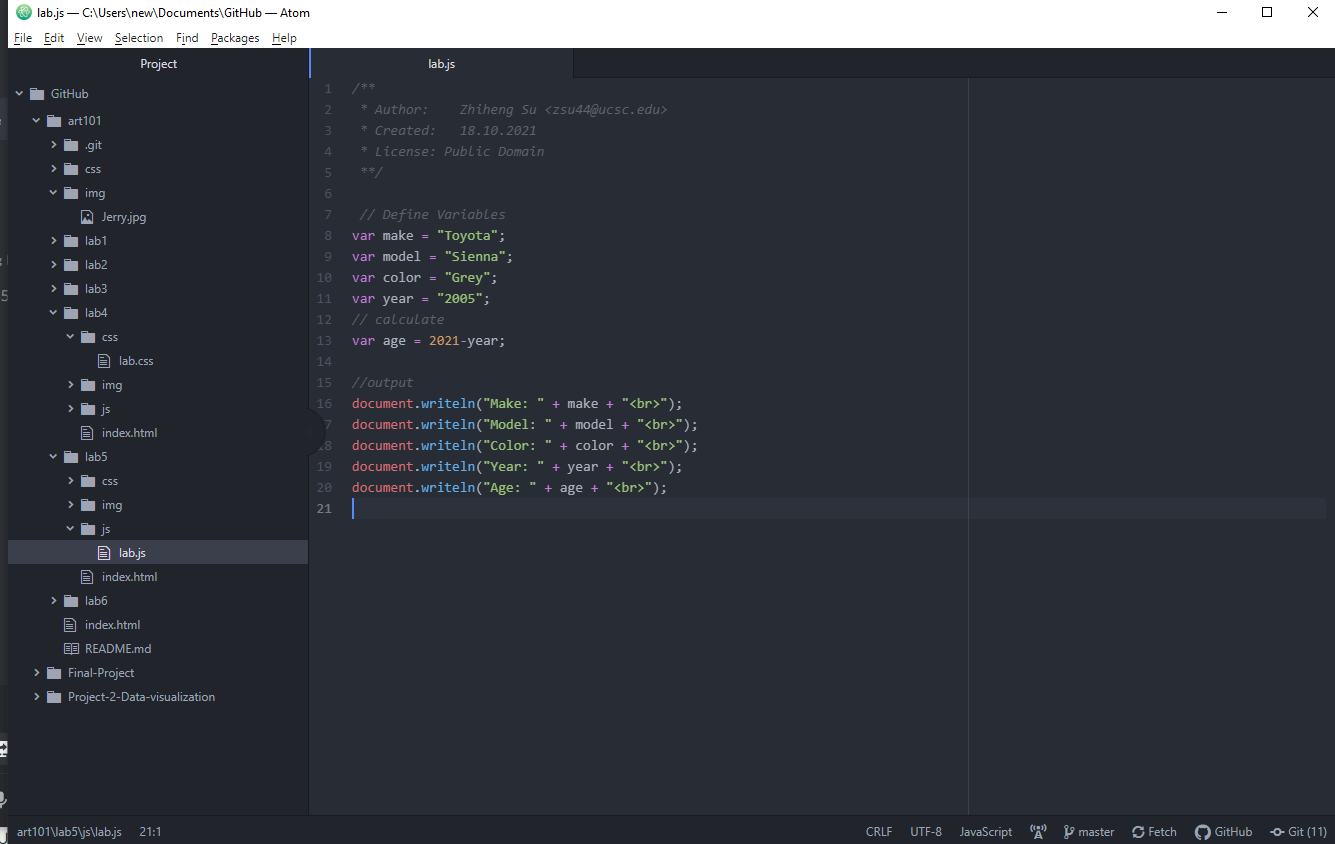 lab.js — C:\Users\new\Documents\GitHub — Atom
File Edit View Selection Find Packages Help
Project
GitHub
art101
.git
css
img
Jerry.jpg
lab1
lab2
lab3
lab4
css
lab.css
img
js
index.html
lab5
css
img
js
lab.js
index.html
lab6
index.html
README.md
Final-Project
Project-2-Data-visualization
lab.js
1 /**
2 * Author: Zhiheng Su <zsu44@ucsc.edu>
3 * Created: 18.10.2021
4 * License: Public Domain
5 **/
6
7 // Define Variables
8 var make = "Toyota";
9 var model = "Sienna";
10 var color = "Grey";
11 var year = "2005";
12 // calculate
13 var age = 2021-year;
14
15 //output
16 document.writeln("Make: " + make + "<br>");
7 document.writeln("Model: " + model + "<br>");
8 document.writeln("Color: " + color + "<br>");
19 document.writeln("Year: " + year + "<br>");
20 document.writeln("Age: " + age + "<br>");
21
art101\lab5\js\lab.js 21:1 CRLF UTF-8 JavaScript master Fetch GitHub Git (11)